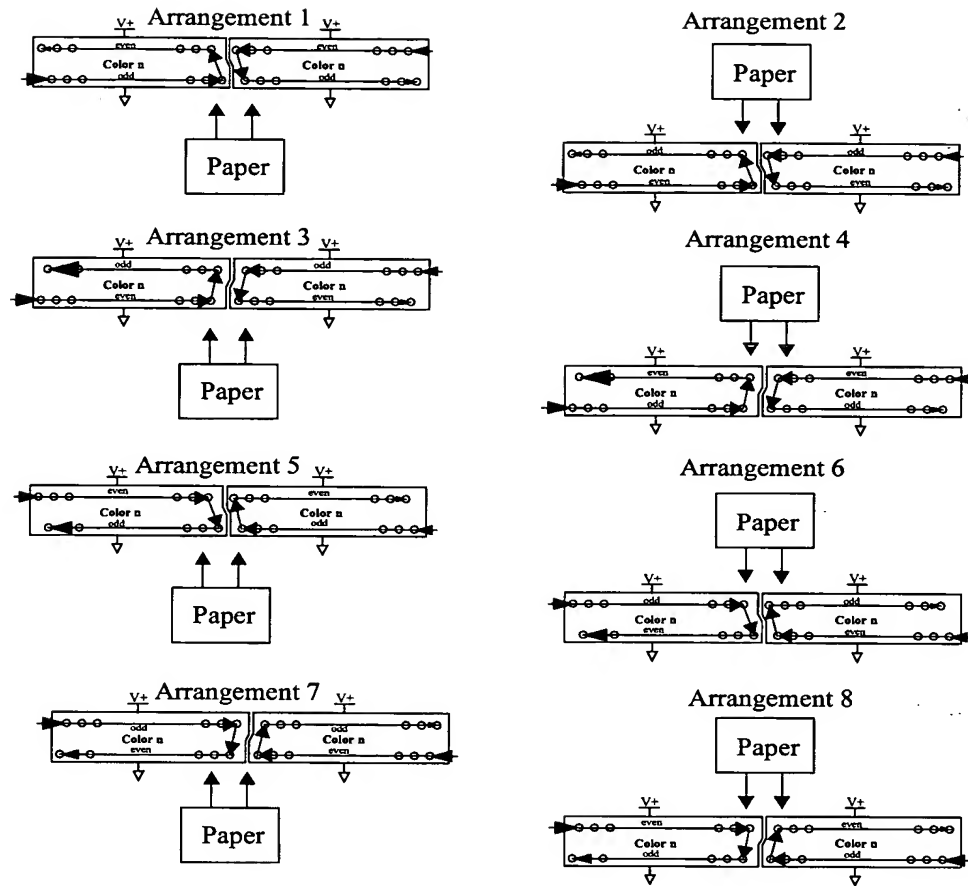 Arrangement 1
V+ V+
even even
Color n Color n
odd odd
Paper
Arrangement 2
Paper
V+ V+
odd odd
Color n Color n
even even
Arrangement 3
V+ V+
odd odd
Color n Color n
even even
Paper
Arrangement 4
Paper
V+ V+
even even
Color n Color n
odd odd
Arrangement 5
V+ V+
even even
Color n Color n
odd odd
Paper
Arrangement 6
Paper
V+ V+
odd odd
Color n Color n
even even
Arrangement 7
V+ V+
odd odd
Color n Color n
even even
Paper
Arrangement 8
Paper
V+ V+
even even
Color n Color n
odd odd